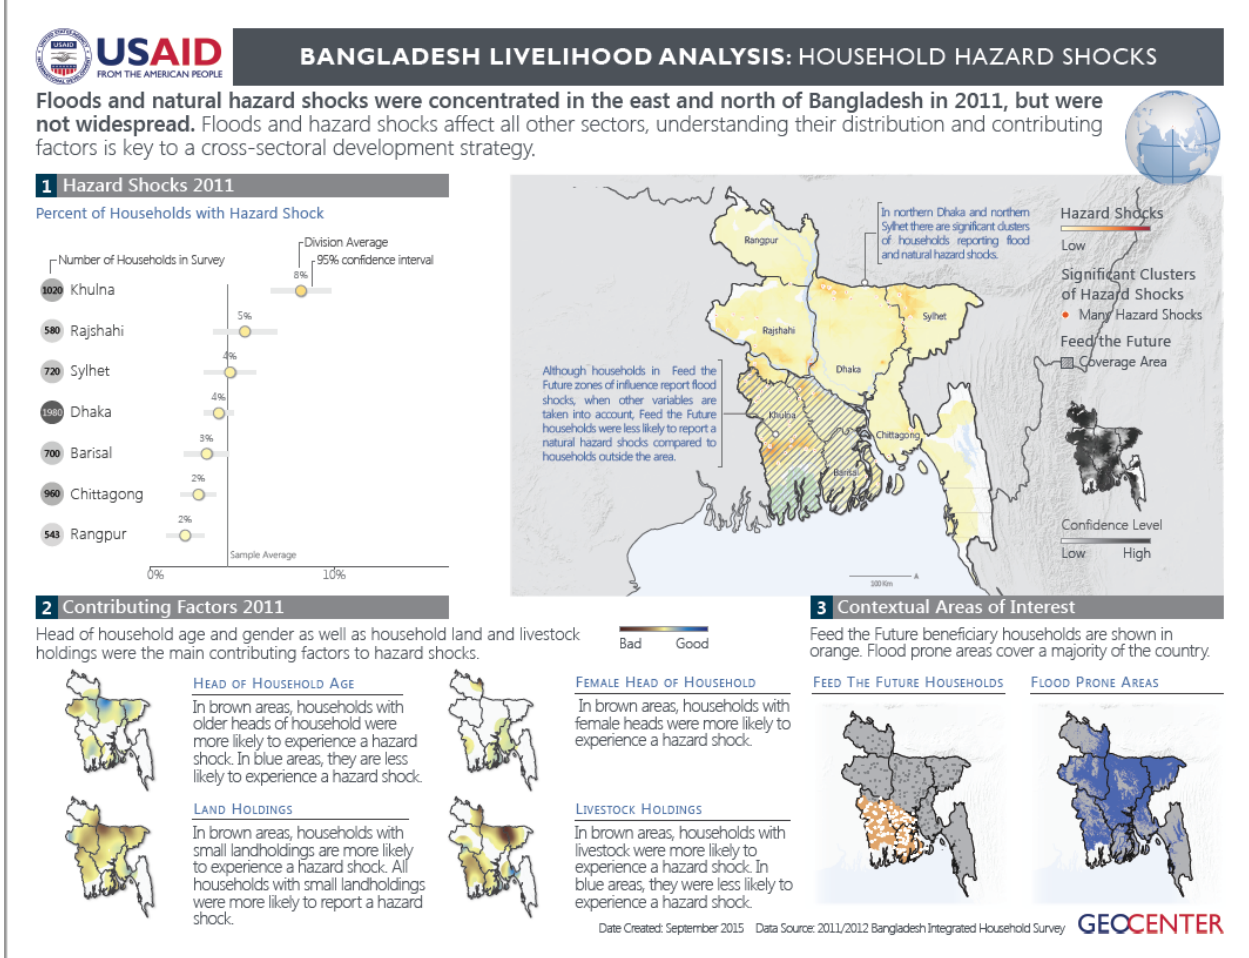 USAID
FROM THE AMERICAN PEOPLE
BANGLADESH LIVELIHOOD ANALYSIS: HOUSEHOLD HAZARD SHOCKS
Floods and natural hazard shocks were concentrated in the east and north of Bangladesh in 2011, but were
not widespread. Floods and hazard shocks affect all other sectors, understanding their distribution and contributing
factors is key to a cross-sectoral development strategy.
1 Hazard Shocks 2011
Percent of Households with Hazard Shock
Division Average
95% confidence interval
Number of Households in Survey
8%
1020 Khulna
5%
580 Rajshahi
4%
720 Sylhet
4%
1980 Dhaka
3%
700 Barisal
2%
960 Chittagong
2%
543 Rangpur
Sample Average
0%
10%
In northern Dhaka and northern
Sylhet there are significant clusters
of households reporting flood
and natural hazard shocks.
Although households in Feed the
Future zones of influence report flood
shocks, when other variables are
taken into account, Feed the Future
households were less likely to report a
natural hazard shocks compared to
households outside the area.
Rangpur
Rajshahi
Sylhet
Dhaka
Khulna
Chittagong
Barisal
100 Km
Hazard Shocks
Low
Significant Clusters
of Hazard Shocks
Many Hazard Shocks
Feed the Future
Coverage Area
Confidence Level
Low High
2 Contributing Factors 2011
Head of household age and gender as well as household land and livestock
holdings were the main contributing factors to hazard shocks.
Bad Good
HEAD OF HOUSEHOLD AGE
In brown areas, households with
older heads of household were
more likely to experience a hazard
shock. In blue areas, they are less
likely to experience a hazard shock.
FEMALE HEAD OF HOUSEHOLD
In brown areas, households with
female heads were more likely to
experience a hazard shock.
LAND HOLDINGS
In brown areas, households with
small landholdings are more likely
to experience a hazard shock. All
households with small landholdings
were more likely to report a hazard
shock.
LIVESTOCK HOLDINGS
In brown areas, households with
livestock were more likely to
experience a hazard shock. In
blue areas, they were less likely to
experience a hazard shock.
3 Contextual Areas of Interest
Feed the Future beneficiary households are shown in
orange. Flood prone areas cover a majority of the country.
FEED THE FUTURE HOUSEHOLDS
FLOOD PRONE AREAS
Date Created: September 2015 Data Source: 2011/2012 Bangladesh Integrated Household Survey
GEOCENTER